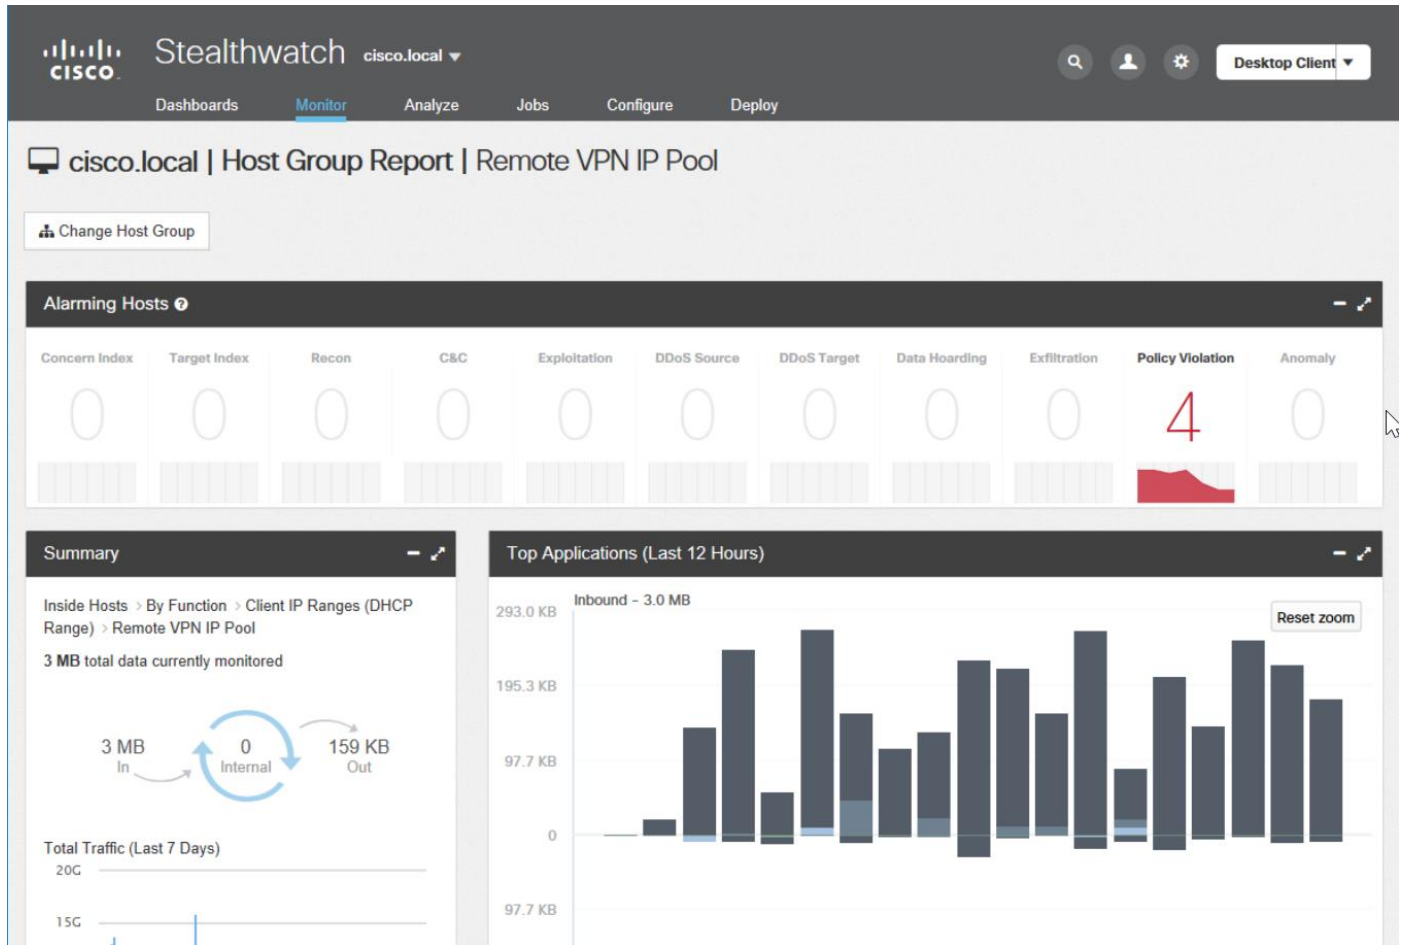 Stealthwatch cisco.local
CISCO
Desktop Client
Dashboards Monitor Analyze Jobs Configure Deploy
cisco.local | Host Group Report | Remote VPN IP Pool
Change Host Group
Alarming Hosts
Concern Index Target Index Recon C&C Exploitation DDoS Source DDoS Target Data Hoarding Exfiltration Policy Violation Anomaly
0 0 0 0 0 0 0 0 0 4 0
Summary
Inside Hosts > By Function > Client IP Ranges (DHCP
Range) > Remote VPN IP Pool
3 MB total data currently monitored
3 MB 0 159 KB
In Internal Out
Total Traffic (Last 7 Days)
20G
15G
Top Applications (Last 12 Hours)
Inbound - 3.0 MB
Reset zoom
293.0 KB
195.3 KB
97.7 KB
0
97.7 KB